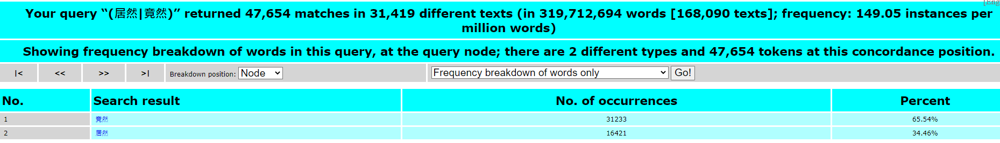 [Eng
Your query “(居然|竟然)” returned 47,654 matches in 31,419 different texts (in 319,712,694 words [168,090 texts]; frequency: 149.05 instances per
million words)
Showing frequency breakdown of words in this query, at the query node; there are 2 different types and 47,654 tokens at this concordance position.
|< << >> >| Breakdown position: Node Frequency breakdown of words only Go!
No. Search result No. of occurrences Percent
1 竟然 31233 65.54%
2 居然 16421 34.46%